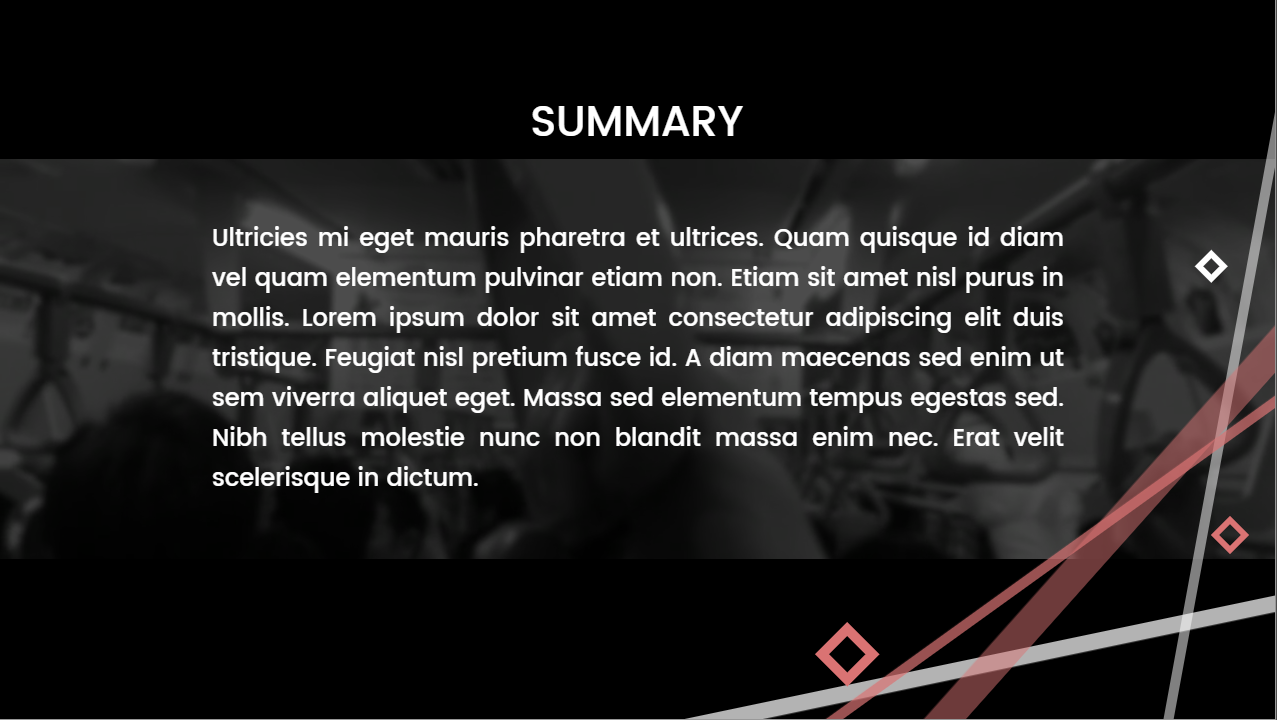 SUMMARY
Ultricies mi eget mauris pharetra et ultrices. Quam quisque id diam
vel quam elementum pulvinar etiam non. Etiam sit amet nisl purus in
mollis. Lorem ipsum dolor sit amet consectetur adipiscing elit duis
tristique. Feugiat nisl pretium fusce id. A diam maecenas sed enim ut
sem viverra aliquet eget. Massa sed elementum tempus egestas sed.
Nibh tellus molestie nunc non blandit massa enim nec. Erat velit
scelerisque in dictum.